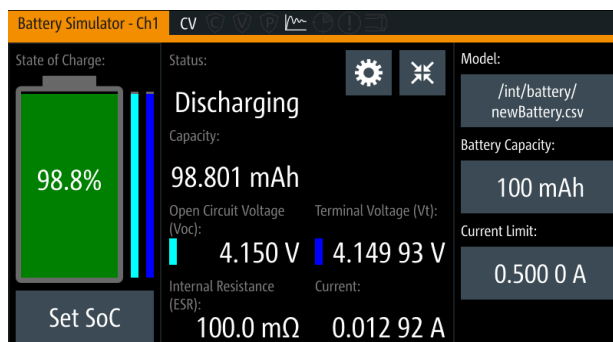 Battery Simulator - Ch1
CV
State of Charge:
98.8%
Set SoC
Status:
Discharging
Capacity:
98.801 mAh
Open Circuit Voltage
(Voc):
4.150 V
Terminal Voltage (Vt):
4.149 93 V
Internal Resistance
(ESR):
100.0 mΩ
Current:
0.012 92 A
Model:
/int/battery/
newBattery.csv
Battery Capacity:
100 mAh
Current Limit:
0.500 0 A